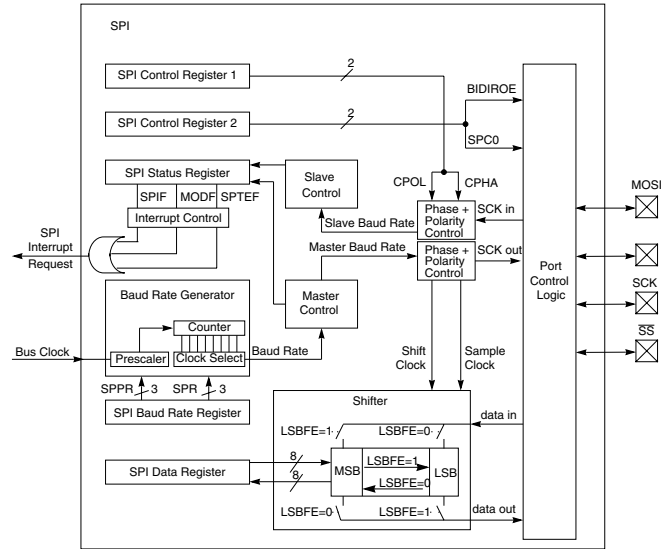 SPI
SPI Control Register 1
2
BIDIROE
SPI Control Register 2
2
SPC0
SPI Status Register
SPIF MODF SPTEF
Interrupt Control
Slave
Control
CPOL CPHA
Slave Baud Rate
Phase +
Polarity
Control
SCK in
MOSI
SPI
Interrupt
Request
Master Baud Rate
Phase +
Polarity
Control
SCK out
Port
Control
Logic
SCK
SS
Baud Rate Generator
Counter
Master
Control
Bus Clock
Prescaler
Clock Select
Baud Rate
SPPR 3
SPR 3
SPI Baud Rate Register
Shift
Clock
Sample
Clock
Shifter
LSBFE=1
LSBFE=0
data in
SPI Data Register
8
8
MSB
LSBFE=1
LSBFE=0
LSB
LSBFE=0
LSBFE=1
data out